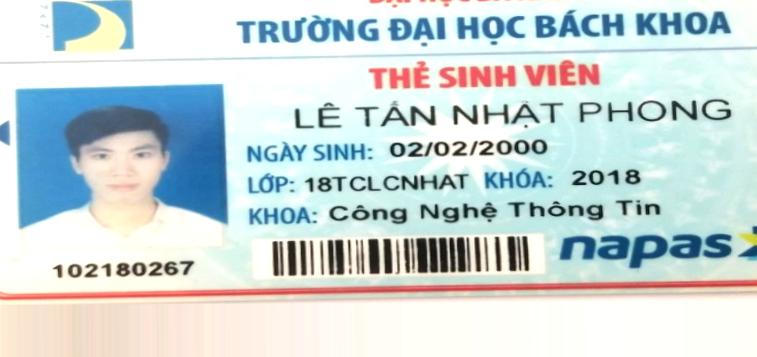 TRƯỜNG ĐẠI HỌC BÁCH KHOA
THẺ SINH VIÊN
LÊ TẤN NHẬT PHONG
NGÀY SINH: 02/02/2000
LỚP: 18TCLCNHAT KHÓA: 2018
KHOA: Công Nghệ Thông Tin
102180267
napas